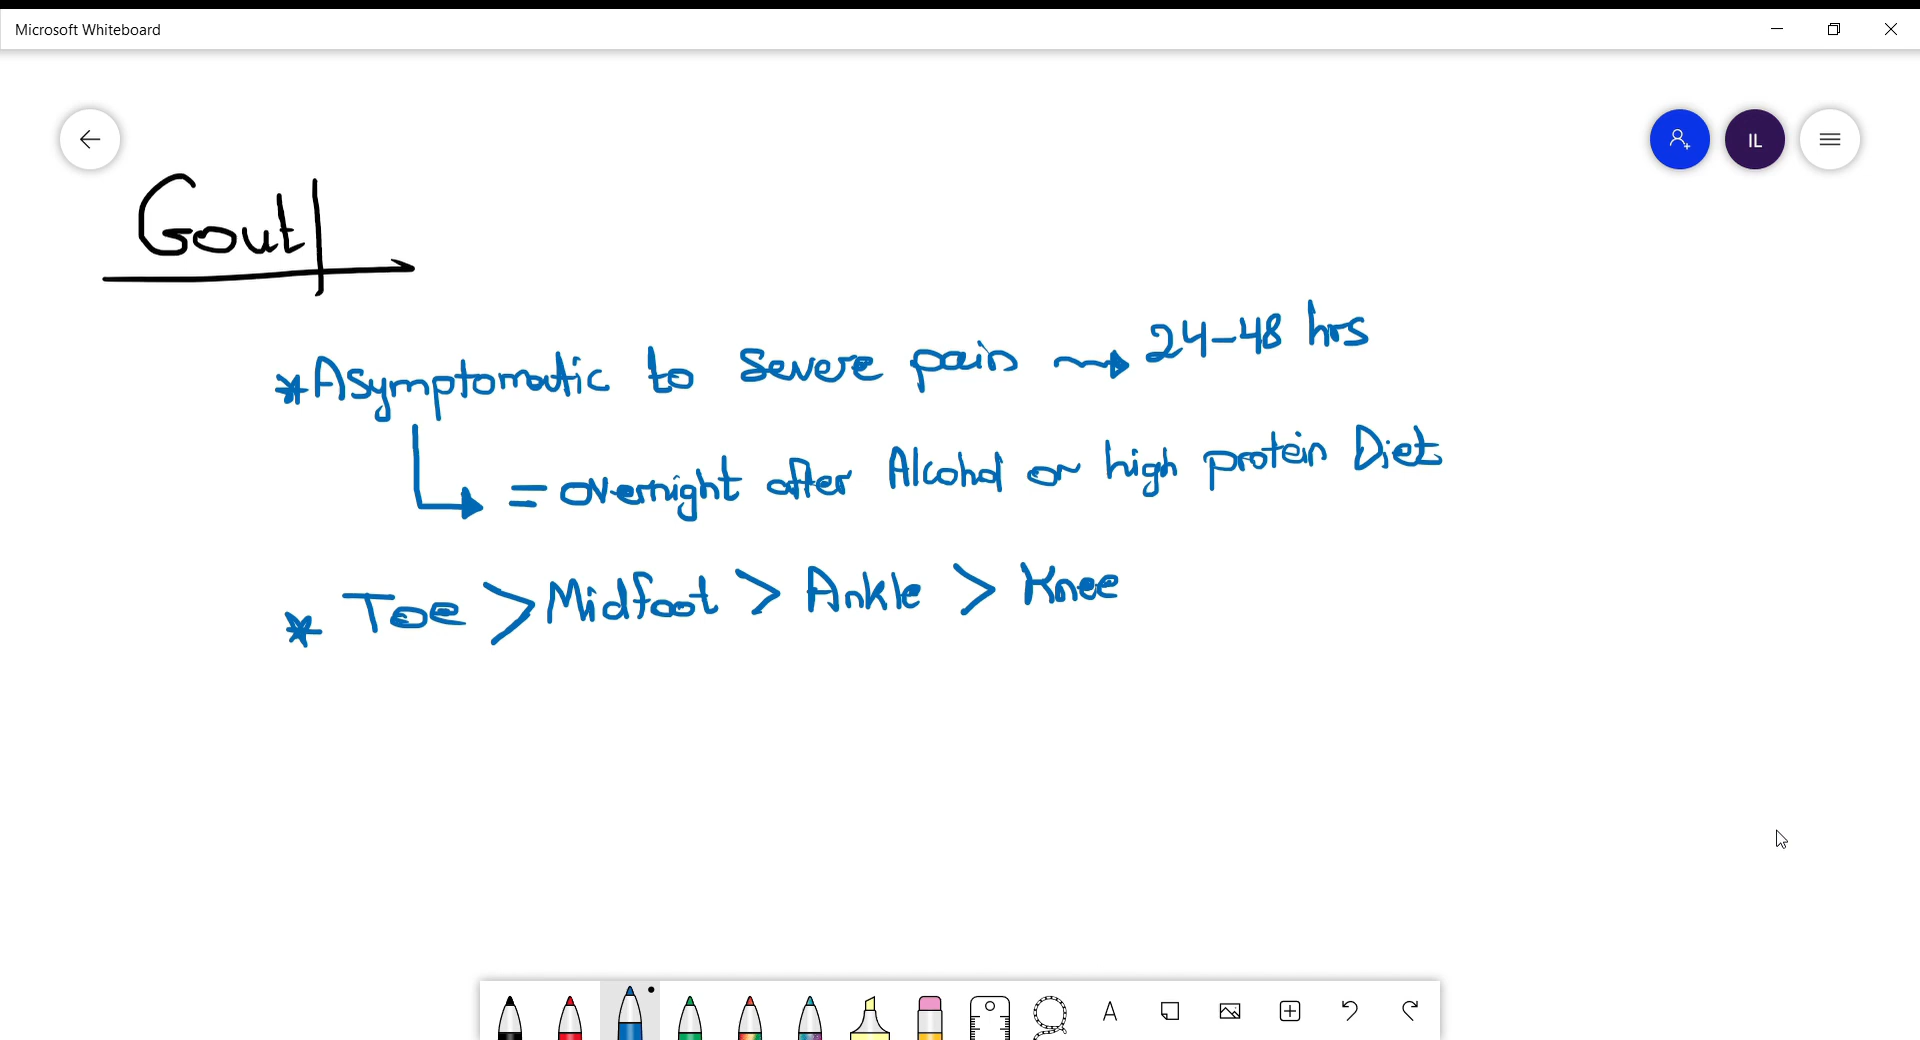 Microsoft Whiteboard
IL
Gout
*Asymptomatic to severe pain → 24-48 hrs
↳ = overnight after Alcohol or high protein Diet
* Toe > Midfoot > Ankle > Knee
A